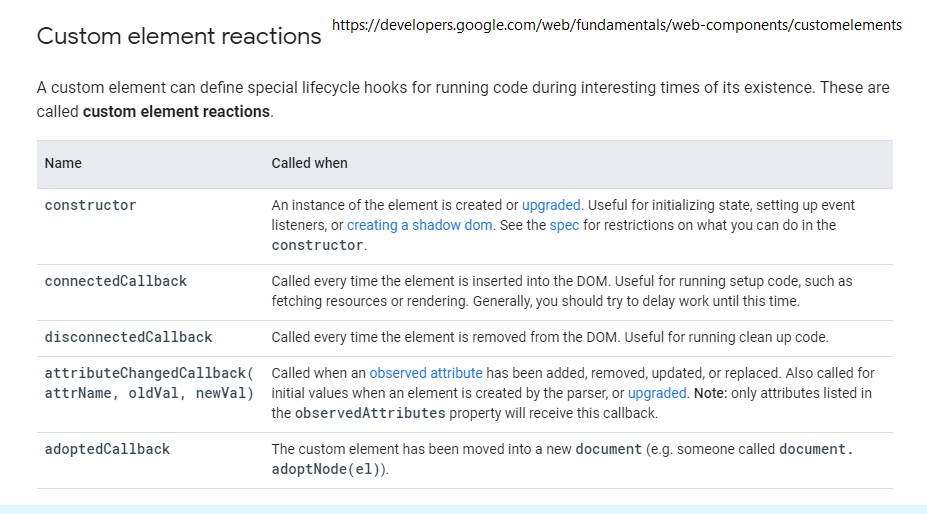 Custom element reactions https://developers.google.com/web/fundamentals/web-components/customelements
A custom element can define special lifecycle hooks for running code during interesting times of its existence. These are
called custom element reactions.
Name Called when
constructor An instance of the element is created or upgraded. Useful for initializing state, setting up event
listeners, or creating a shadow dom. See the spec for restrictions on what you can do in the
constructor.
connectedCallback Called every time the element is inserted into the DOM. Useful for running setup code, such as
fetching resources or rendering. Generally, you should try to delay work until this time.
disconnectedCallback Called every time the element is removed from the DOM. Useful for running clean up code.
attributeChangedCallback( Called when an observed attribute has been added, removed, updated, or replaced. Also called for
attrName, oldVal, newVal) initial values when an element is created by the parser, or upgraded. Note: only attributes listed in
the observedAttributes property will receive this callback.
adoptedCallback The custom element has been moved into a new document (e.g. someone called document.
adoptNode(el)).